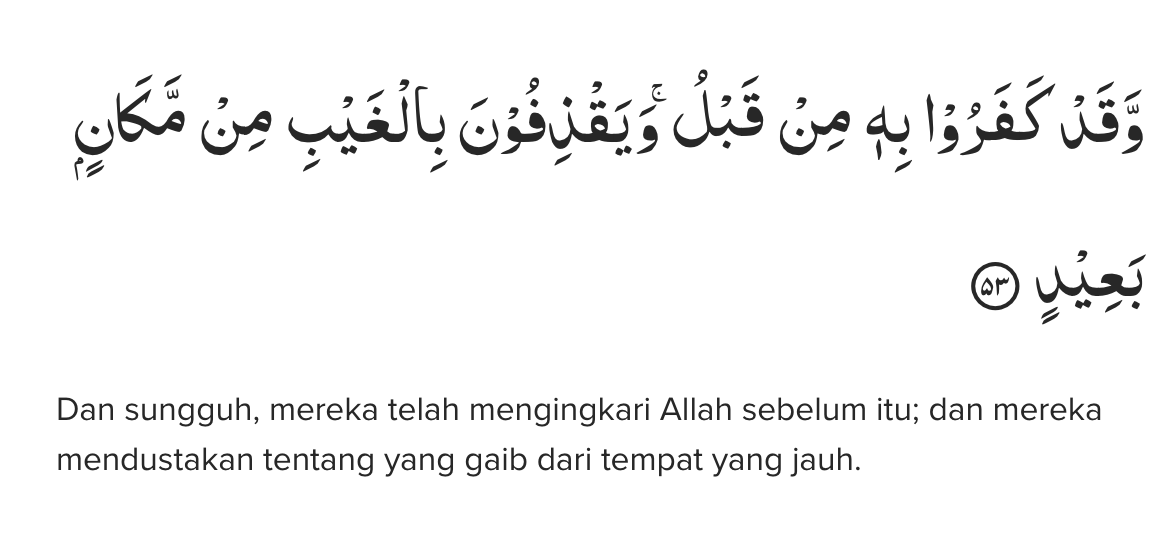 وَّقَدْ كَفَرُوْا بِهٖ مِنْ قَبْلُ ۚوَيَقْذِفُوْنَ بِالْغَيْبِ مِنْ مَّكَانٍۢ
بَعِيْدٍ ۝٥٣
Dan sungguh, mereka telah mengingkari Allah sebelum itu; dan mereka
mendustakan tentang yang gaib dari tempat yang jauh.